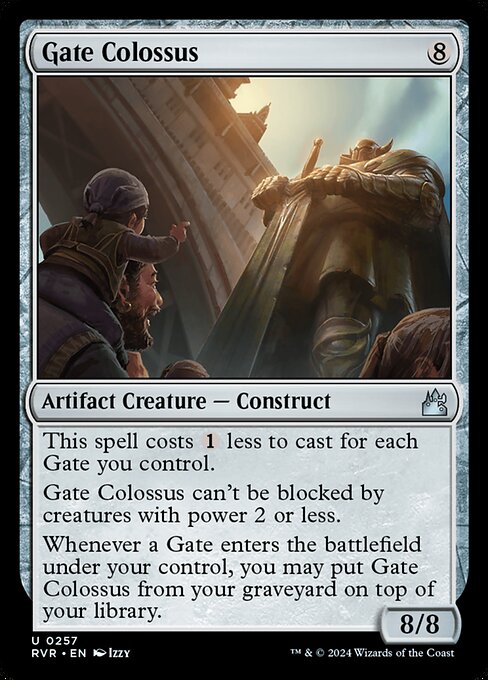 Gate Colossus 8
Artifact Creature — Construct
This spell costs 1 less to cast for each
Gate you control.
Gate Colossus can't be blocked by
creatures with power 2 or less.
Whenever a Gate enters the battlefield
under your control, you may put Gate
Colossus from your graveyard on top of
your library.
8/8
U 0257
RVR • EN Izzy
™ & © 2024 Wizards of the Coast